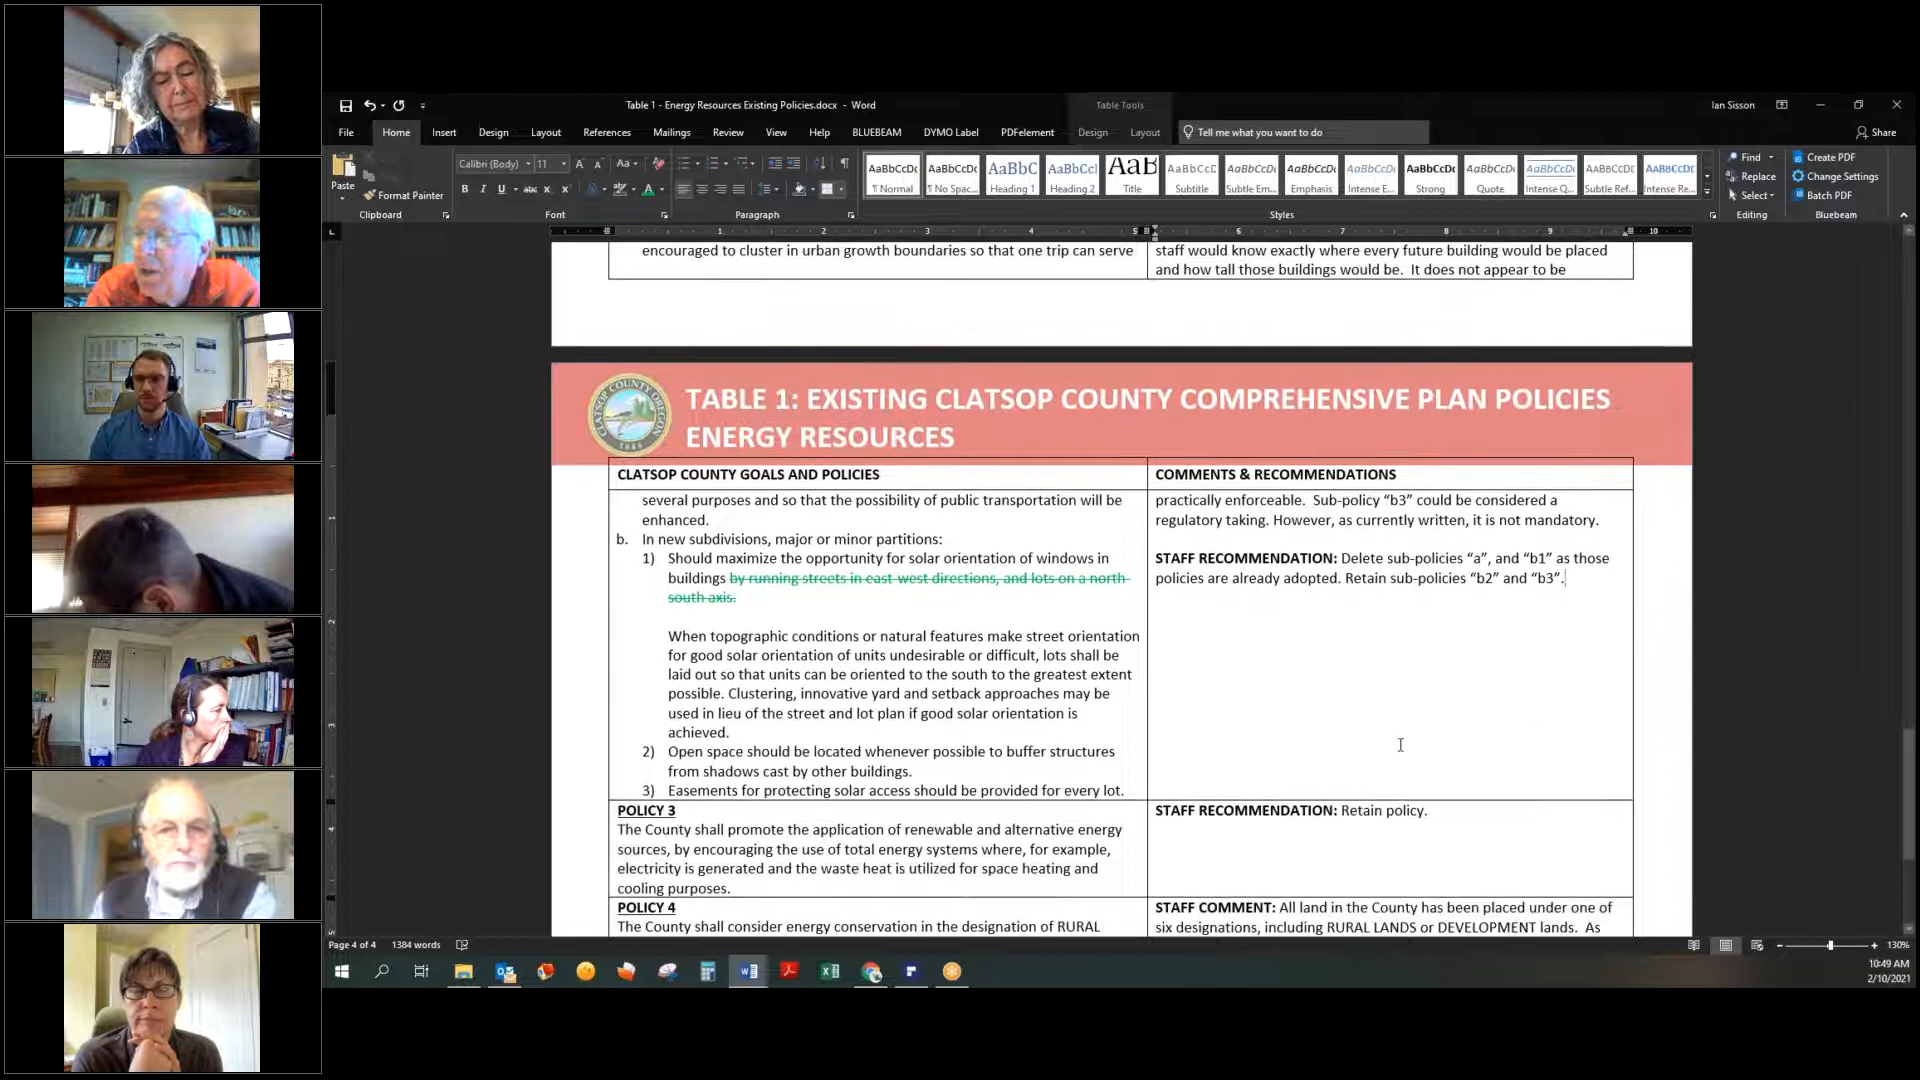 Table 1 - Energy Resources Existing Policies.docx - Word
Table Tools
Ian Sisson
File Home Insert Design Layout References Mailings Review View Help BLUEBEAM DYMO Label PDFelement Design Layout Tell me what you want to do Share
Paste
Format Painter
Clipboard
Calibri (Body) 11
Font
Paragraph
AaBbCcDc AaBbCcDc AaBbC AaBbCc AaB AaBbCcD AaBbCcDc AaBbCcDc AaBbCcDc AaBbCcDc AaBbCcDc AaBbCcDc AaBbCcDc AaBbCcDc
¶ Normal ¶ No Spac... Heading 1 Heading 2 Title Subtitle Subtle Em... Emphasis Intense E... Strong Quote Intense Q... Subtle Ref... Intense Re...
Styles
Find
Replace
Select
Editing
Create PDF
Change Settings
Batch PDF
Bluebeam
encouraged to cluster in urban growth boundaries so that one trip can serve
staff would know exactly where every future building would be placed
and how tall those buildings would be. It does not appear to be
CLATSOP COUNTY OREGON
1844
TABLE 1: EXISTING CLATSOP COUNTY COMPREHENSIVE PLAN POLICIES
ENERGY RESOURCES
CLATSOP COUNTY GOALS AND POLICIES
COMMENTS & RECOMMENDATIONS
several purposes and so that the possibility of public transportation will be
enhanced.
b. In new subdivisions, major or minor partitions:
1) Should maximize the opportunity for solar orientation of windows in
buildings by running streets in east-west directions, and lots on a north-
south axis.
When topographic conditions or natural features make street orientation
for good solar orientation of units undesirable or difficult, lots shall be
laid out so that units can be oriented to the south to the greatest extent
possible. Clustering, innovative yard and setback approaches may be
used in lieu of the street and lot plan if good solar orientation is
achieved.
2) Open space should be located whenever possible to buffer structures
from shadows cast by other buildings.
3) Easements for protecting solar access should be provided for every lot.
practically enforceable. Sub-policy “b3” could be considered a
regulatory taking. However, as currently written, it is not mandatory.
STAFF RECOMMENDATION: Delete sub-policies “a”, and “b1” as those
policies are already adopted. Retain sub-policies “b2” and “b3”.
POLICY 3
The County shall promote the application of renewable and alternative energy
sources, by encouraging the use of total energy systems where, for example,
electricity is generated and the waste heat is utilized for space heating and
cooling purposes.
STAFF RECOMMENDATION: Retain policy.
POLICY 4
The County shall consider energy conservation in the designation of RURAL
STAFF COMMENT: All land in the County has been placed under one of
six designations, including RURAL LANDS or DEVELOPMENT lands. As
Page 4 of 4 1384 words
130%
10:49 AM
2/10/2021